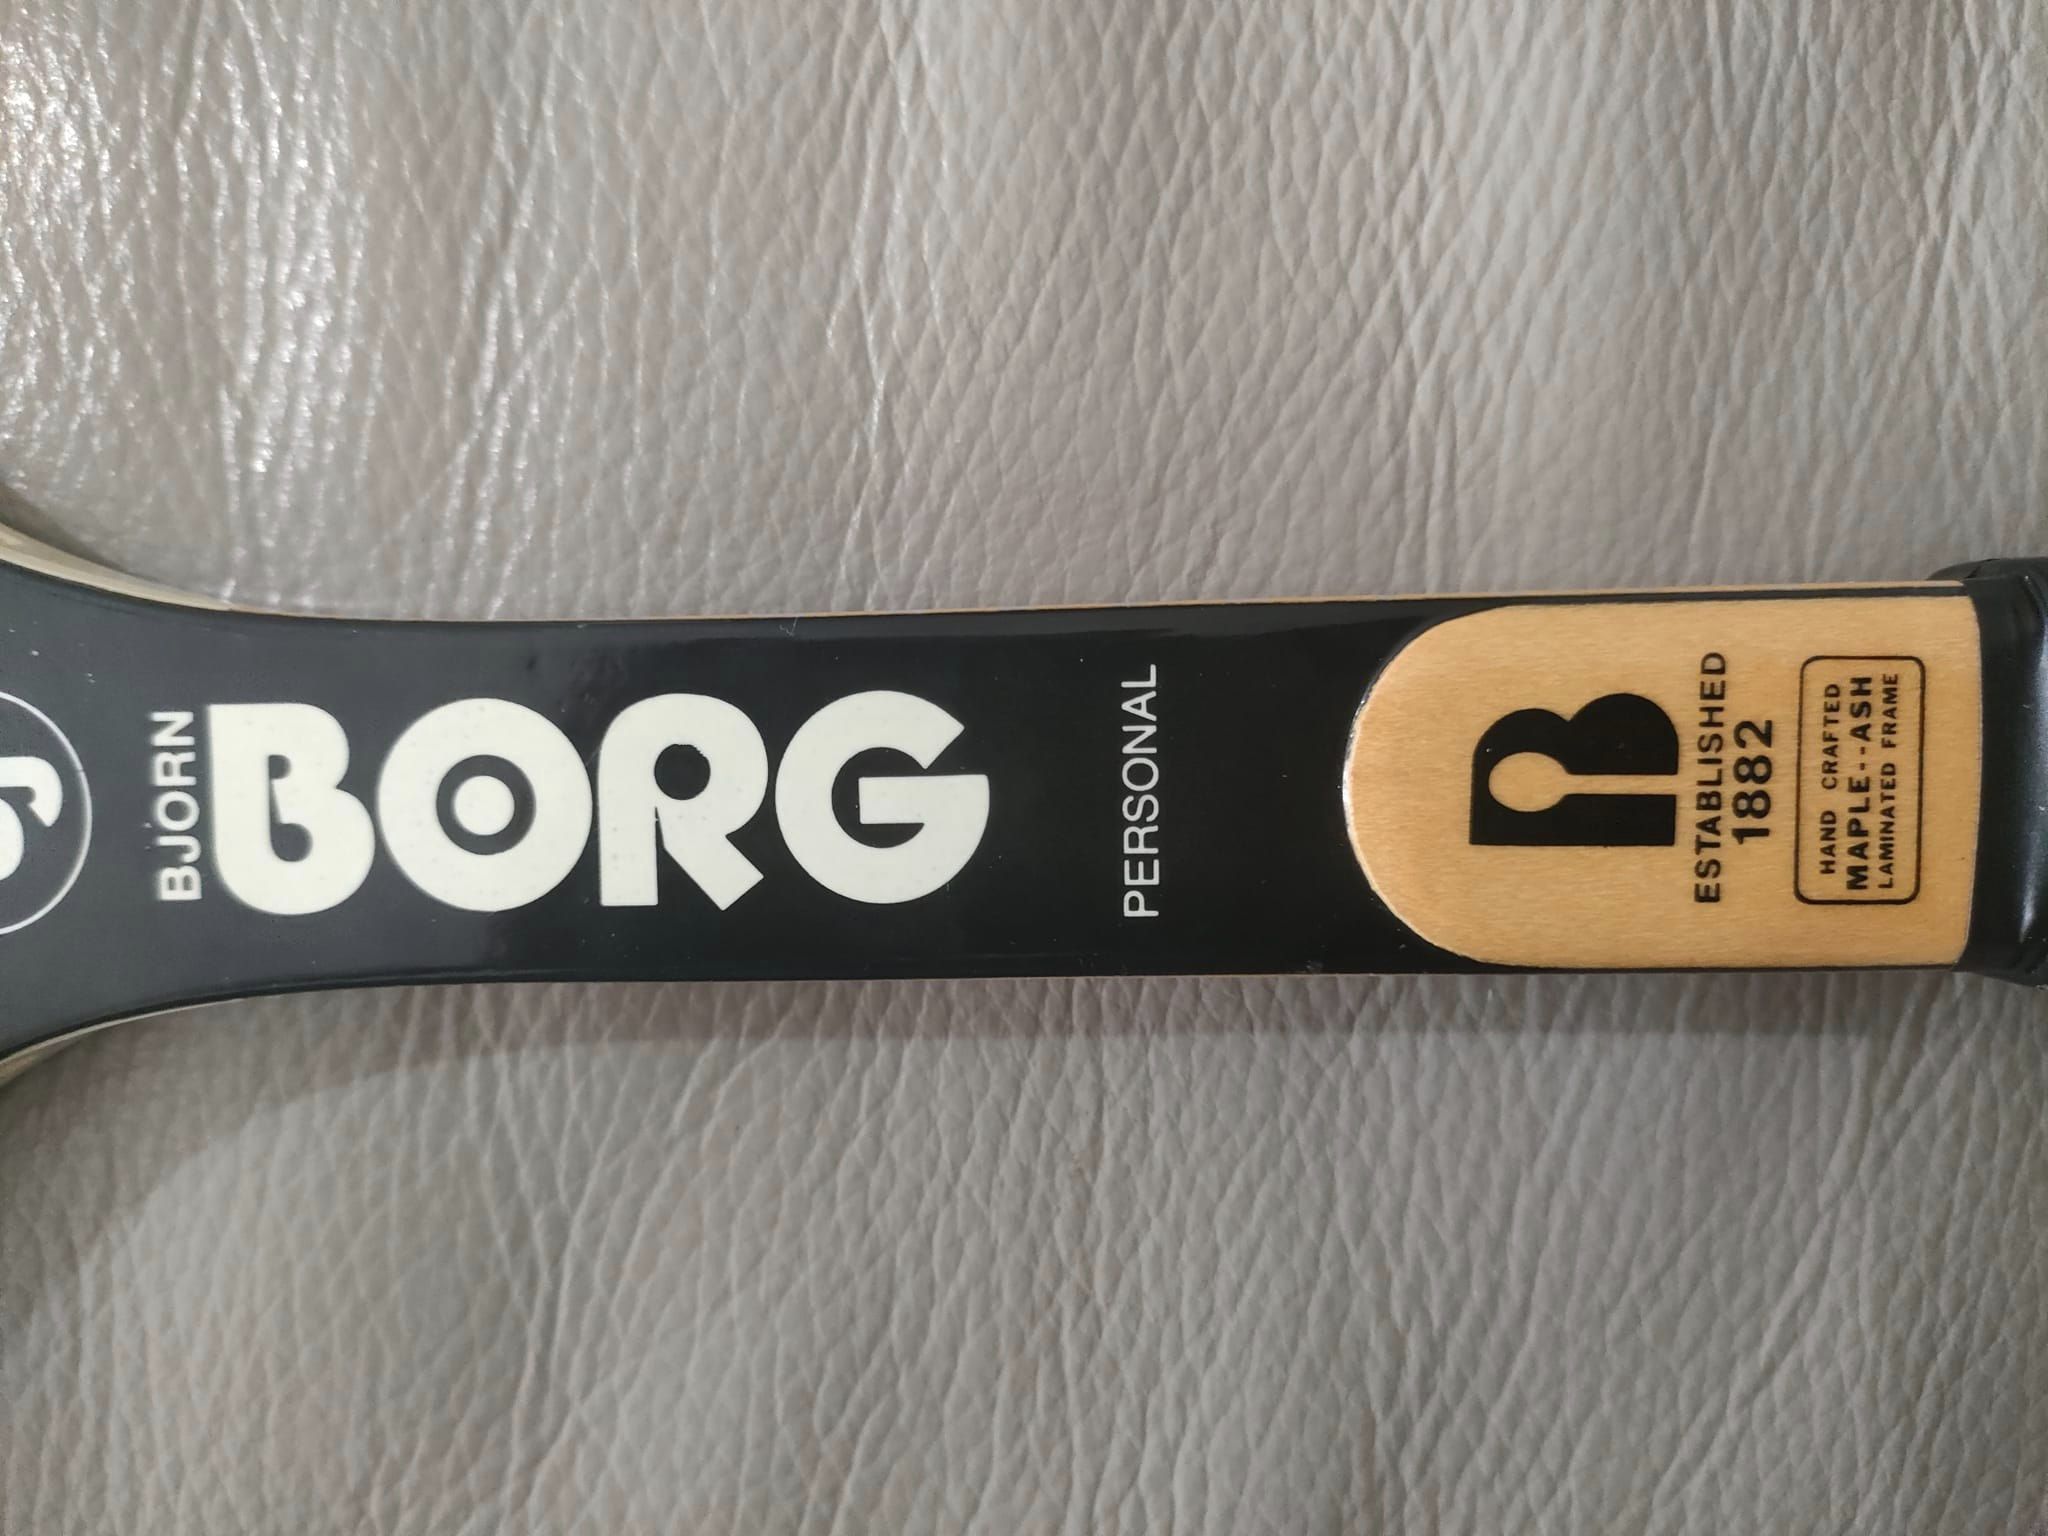 BJORN
BORG
PERSONAL
B
ESTABLISHED
1882
HAND CRAFTED
MAPLE--ASH
LAMINATED FRAME